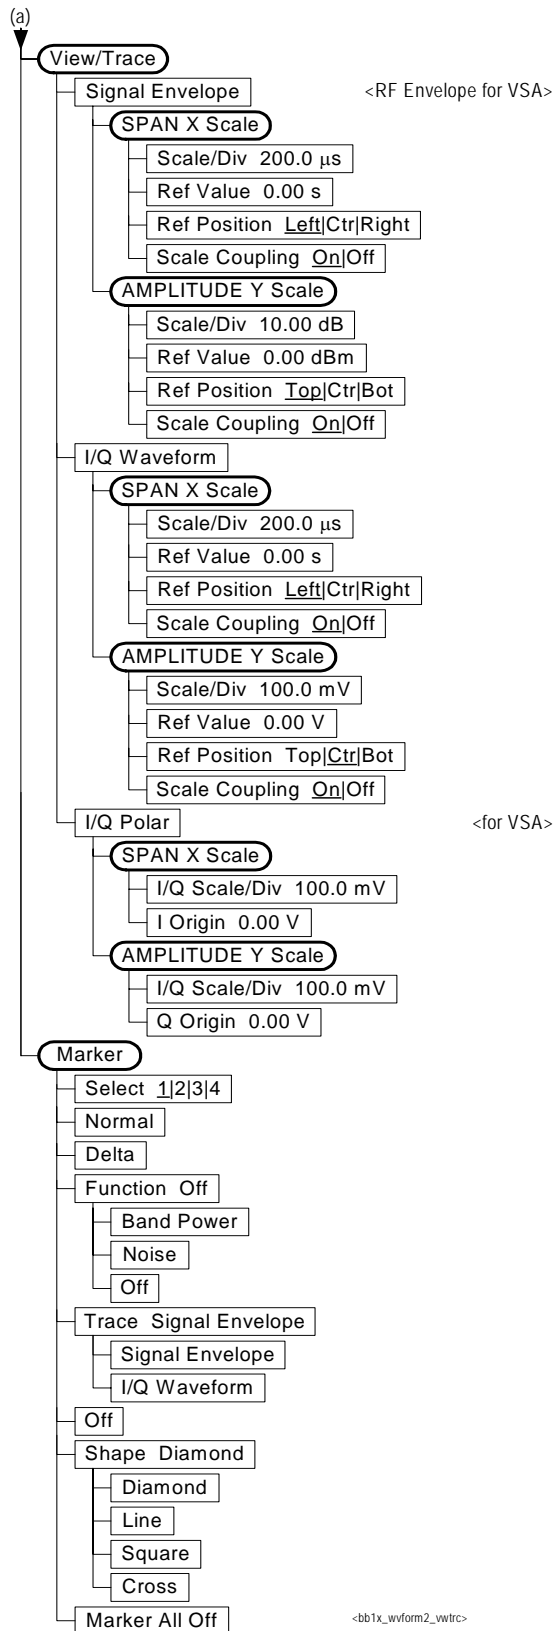 (a)
View/Trace
Signal Envelope <RF Envelope for VSA>
SPAN X Scale
Scale/Div 200.0 μs
Ref Value 0.00 s
Ref Position Left|Ctr|Right
Scale Coupling On|Off
AMPLITUDE Y Scale
Scale/Div 10.00 dB
Ref Value 0.00 dBm
Ref Position Top|Ctr|Bot
Scale Coupling On|Off
I/Q Waveform
SPAN X Scale
Scale/Div 200.0 μs
Ref Value 0.00 s
Ref Position Left|Ctr|Right
Scale Coupling On|Off
AMPLITUDE Y Scale
Scale/Div 100.0 mV
Ref Value 0.00 V
Ref Position Top|Ctr|Bot
Scale Coupling On|Off
I/Q Polar <for VSA>
SPAN X Scale
I/Q Scale/Div 100.0 mV
I Origin 0.00 V
AMPLITUDE Y Scale
I/Q Scale/Div 100.0 mV
Q Origin 0.00 V
Marker
Select 1|2|3|4
Normal
Delta
Function Off
Band Power
Noise
Off
Trace Signal Envelope
Signal Envelope
I/Q Waveform
Off
Shape Diamond
Diamond
Line
Square
Cross
Marker All Off <bb1x_wvform2_vwtrc>